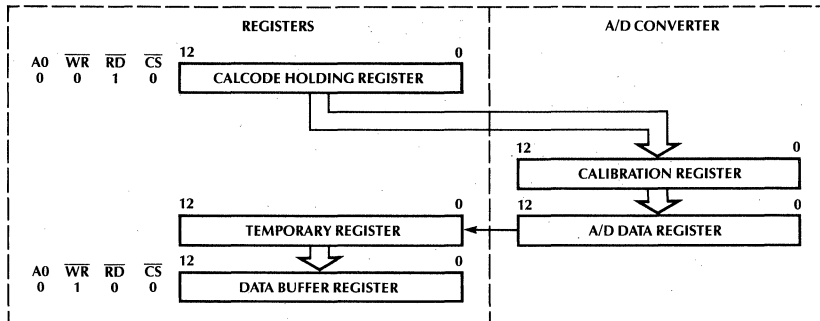 REGISTERS
A/D CONVERTER
12 0
A0 WR RD CS
0 0 1 0
CALCODE HOLDING REGISTER
12 0
CALIBRATION REGISTER
12 0
TEMPORARY REGISTER
12 0
A/D DATA REGISTER
12 0
A0 WR RD CS
0 1 0 0
DATA BUFFER REGISTER